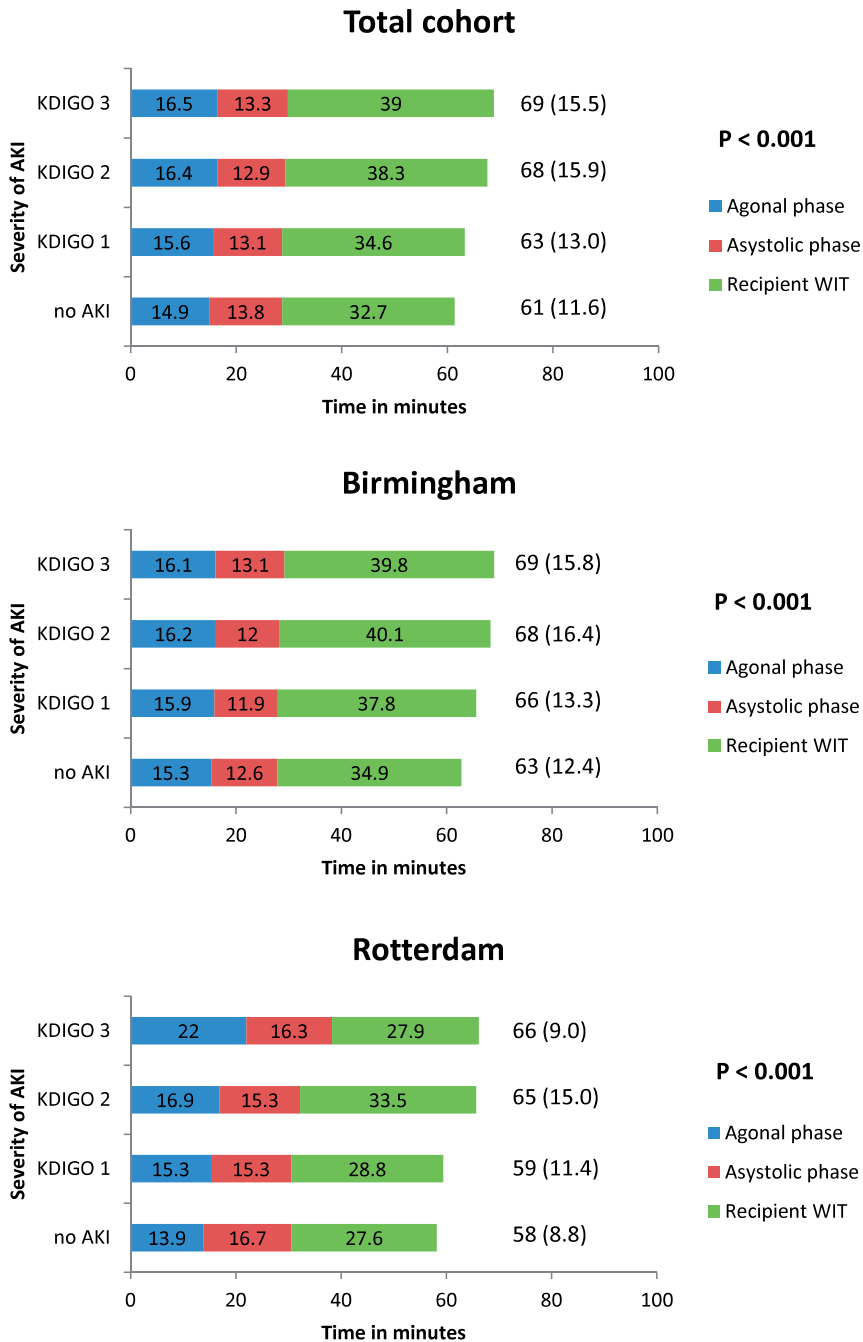 Total cohort
Severity of AKI
KDIGO 3 16.5 13.3 39 69 (15.5)
KDIGO 2 16.4 12.9 38.3 68 (15.9)
KDIGO 1 15.6 13.1 34.6 63 (13.0)
no AKI 14.9 13.8 32.7 61 (11.6)
0 20 40 60 80 100
Time in minutes
P < 0.001
Agonal phase
Asystolic phase
Recipient WIT
Birmingham
Severity of AKI
KDIGO 3 16.1 13.1 39.8 69 (15.8)
KDIGO 2 16.2 12 40.1 68 (16.4)
KDIGO 1 15.9 11.9 37.8 66 (13.3)
no AKI 15.3 12.6 34.9 63 (12.4)
0 20 40 60 80 100
Time in minutes
P < 0.001
Agonal phase
Asystolic phase
Recipient WIT
Rotterdam
Severity of AKI
KDIGO 3 22 16.3 27.9 66 (9.0)
KDIGO 2 16.9 15.3 33.5 65 (15.0)
KDIGO 1 15.3 15.3 28.8 59 (11.4)
no AKI 13.9 16.7 27.6 58 (8.8)
0 20 40 60 80 100
Time in minutes
P < 0.001
Agonal phase
Asystolic phase
Recipient WIT